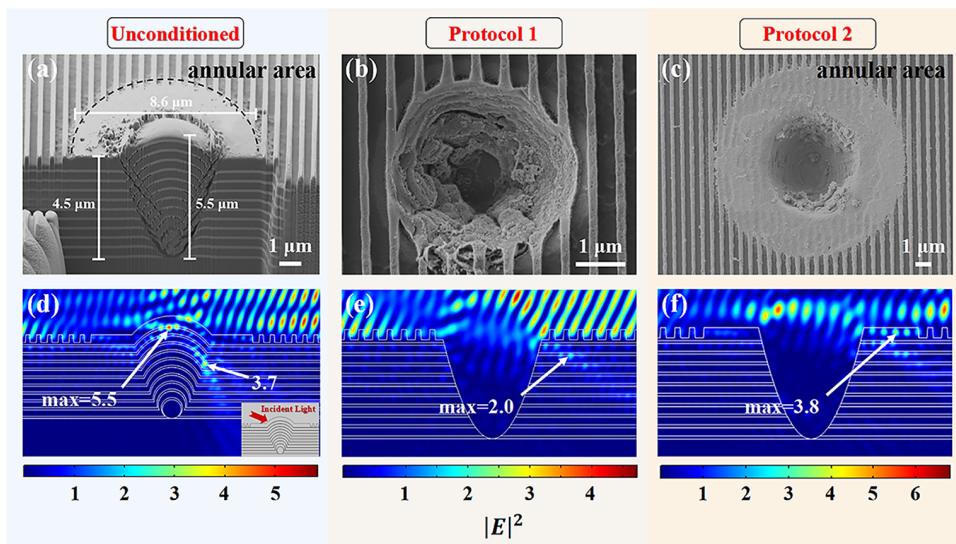 Unconditioned
Protocol 1
Protocol 2
(a)
annular area
8.6 μm
4.5 μm
5.5 μm
1 μm
(b)
1 μm
(c)
annular area
1 μm
(d)
max=5.5
3.7
Incident Light
(e)
max=2.0
(f)
max=3.8
1 2 3 4 5
1 2 3 4
1 2 3 4 5 6
|E|²